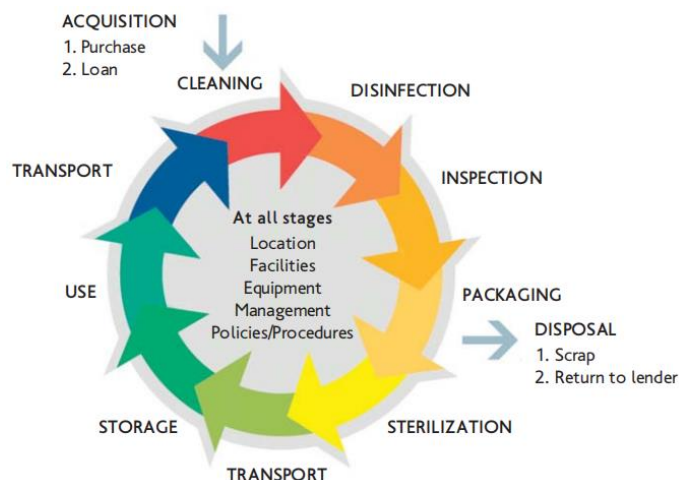 ACQUISITION
1. Purchase
2. Loan
CLEANING
DISINFECTION
INSPECTION
PACKAGING
DISPOSAL
1. Scrap
2. Return to lender
STERILIZATION
TRANSPORT
STORAGE
USE
TRANSPORT
At all stages
Location
Facilities
Equipment
Management
Policies/Procedures